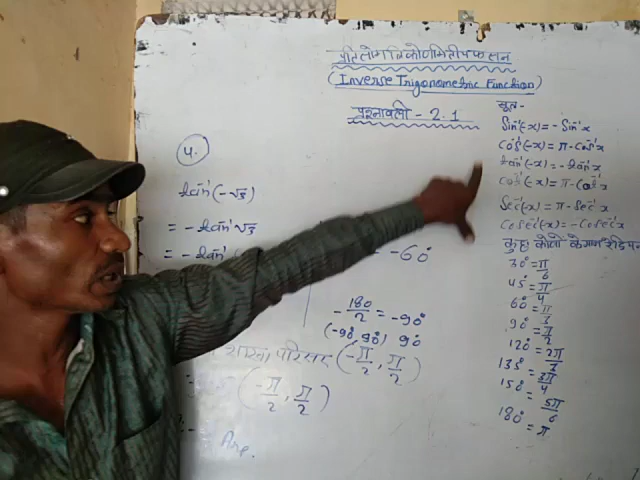 प्रतिलोम त्रिकोणमितीय फलन
(Inverse Trigonometric Function)
प्रश्नावली - 2.1
4.
tan⁻¹(-√3)
= -tan⁻¹√3
= -tan⁻¹
-60°
-180/2 = -90°
(-90, 90) 90°
शाखा परिसर (-π/2, π/2)
(-π/2, π/2)
Ans.
सूत्र:-
Sin⁻¹(-x) = -Sin⁻¹x
Cos⁻¹(-x) = π - Cos⁻¹x
tan⁻¹(-x) = -tan⁻¹x
Cot⁻¹(-x) = π - Cot⁻¹x
Sec⁻¹(-x) = π - Sec⁻¹x
Cosec⁻¹(-x) = -Cosec⁻¹x
कुछ कोणों के मान रेडियन
30° = π/6
45° = π/4
60° = π/3
90° = π/2
120° = 2π/3
135° = 3π/4
150° = 5π/6
180° = π